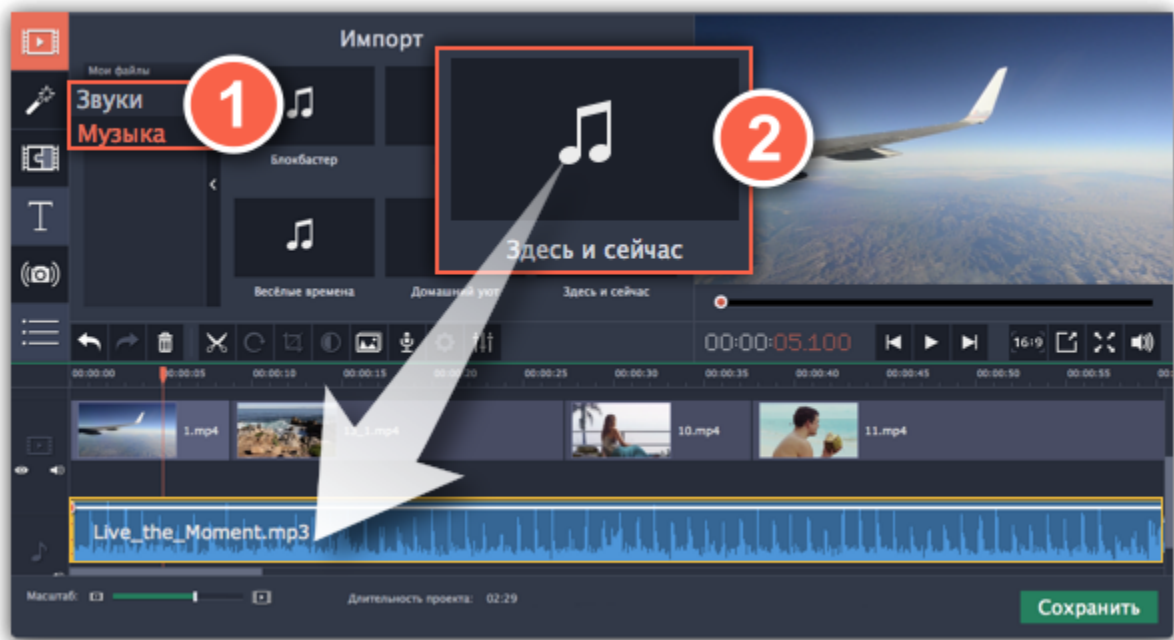 Импорт
Мои файлы
Звуки
Музыка
1
2
Блокбастер
Здесь и сейчас
Весёлые времена
Домашний уют
Здесь и сейчас
00:00:05.100
16:9
00:00:00
00:00:05
00:00:10
00:00:15
00:00:20
00:00:25
00:00:30
00:00:35
00:00:40
00:00:45
00:00:50
00:00:55
1.mp4
10.mp4
11.mp4
Live_the_Moment.mp3
Масштаб:
Длительность проекта: 02:29
Сохранить